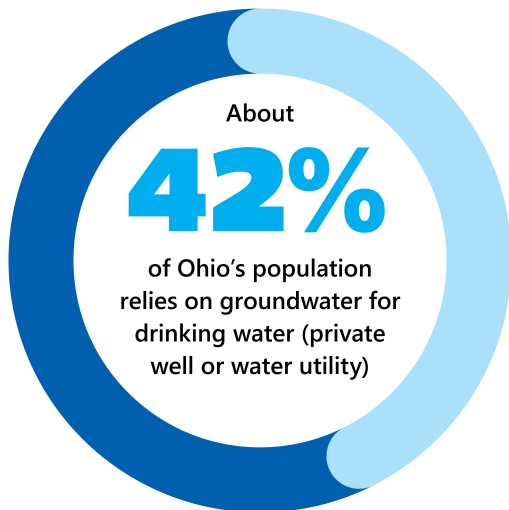 About
42%
of Ohio’s population
relies on groundwater for
drinking water (private
well or water utility)